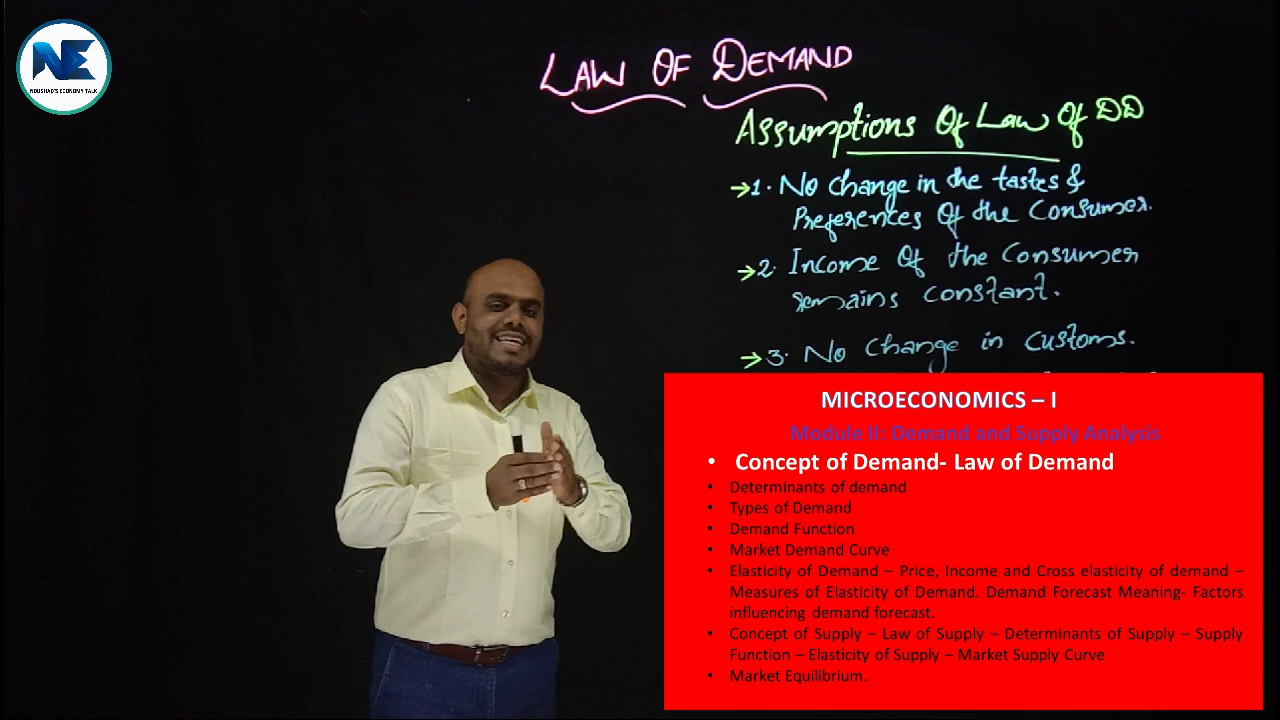 NE
NOUSHAD'S ECONOMY TALK
LAW OF DEMAND
Assumptions Of Law Of DD
→1. No change in the tastes &
Preferences Of the Consumer.
→2. Income Of the Consumer
remains constant.
→3. No change in customs.
MICROECONOMICS – I
Module II: Demand and Supply Analysis
• Concept of Demand- Law of Demand
• Determinants of demand
• Types of Demand
• Demand Function
• Market Demand Curve
• Elasticity of Demand – Price, Income and Cross elasticity of demand –
Measures of Elasticity of Demand. Demand Forecast Meaning- Factors
influencing demand forecast.
• Concept of Supply – Law of Supply – Determinants of Supply – Supply
Function – Elasticity of Supply – Market Supply Curve
• Market Equilibrium.